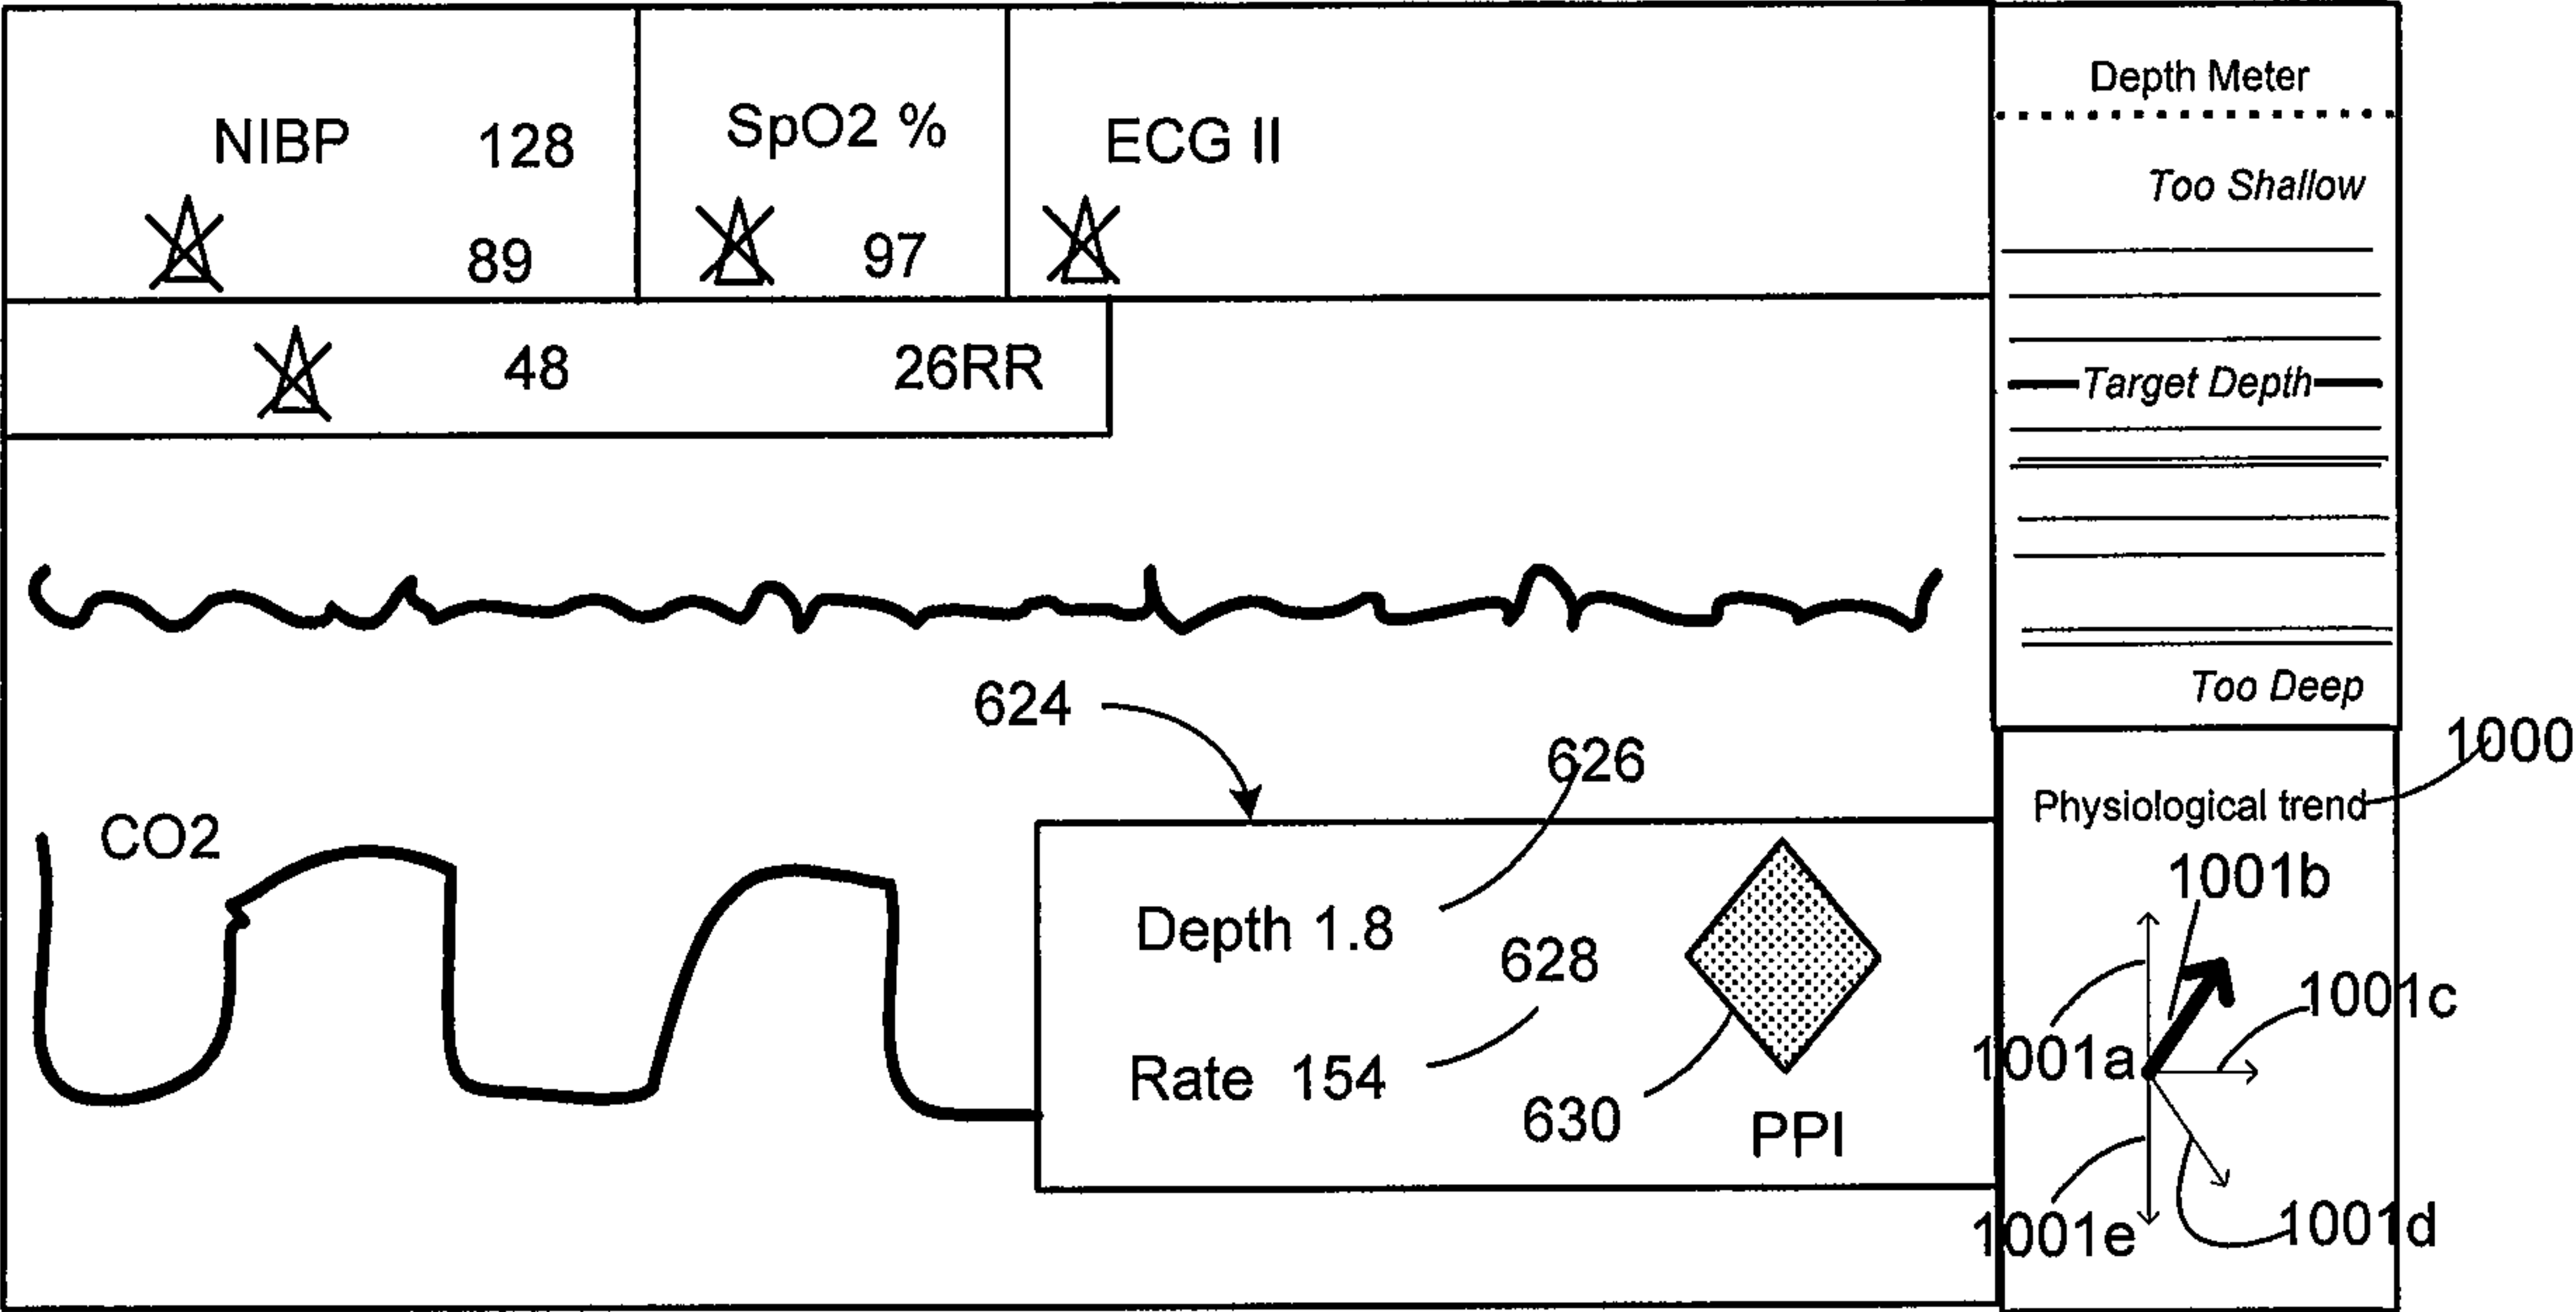 NIBP 128
89
SpO2 %
97
ECG II
48 26RR
Depth Meter
Too Shallow
Target Depth
Too Deep
624
626
CO2
Depth 1.8
628
Rate 154
630
PPI
1000
Physiological trend
1001b
1001c
1001a
1001e
1001d